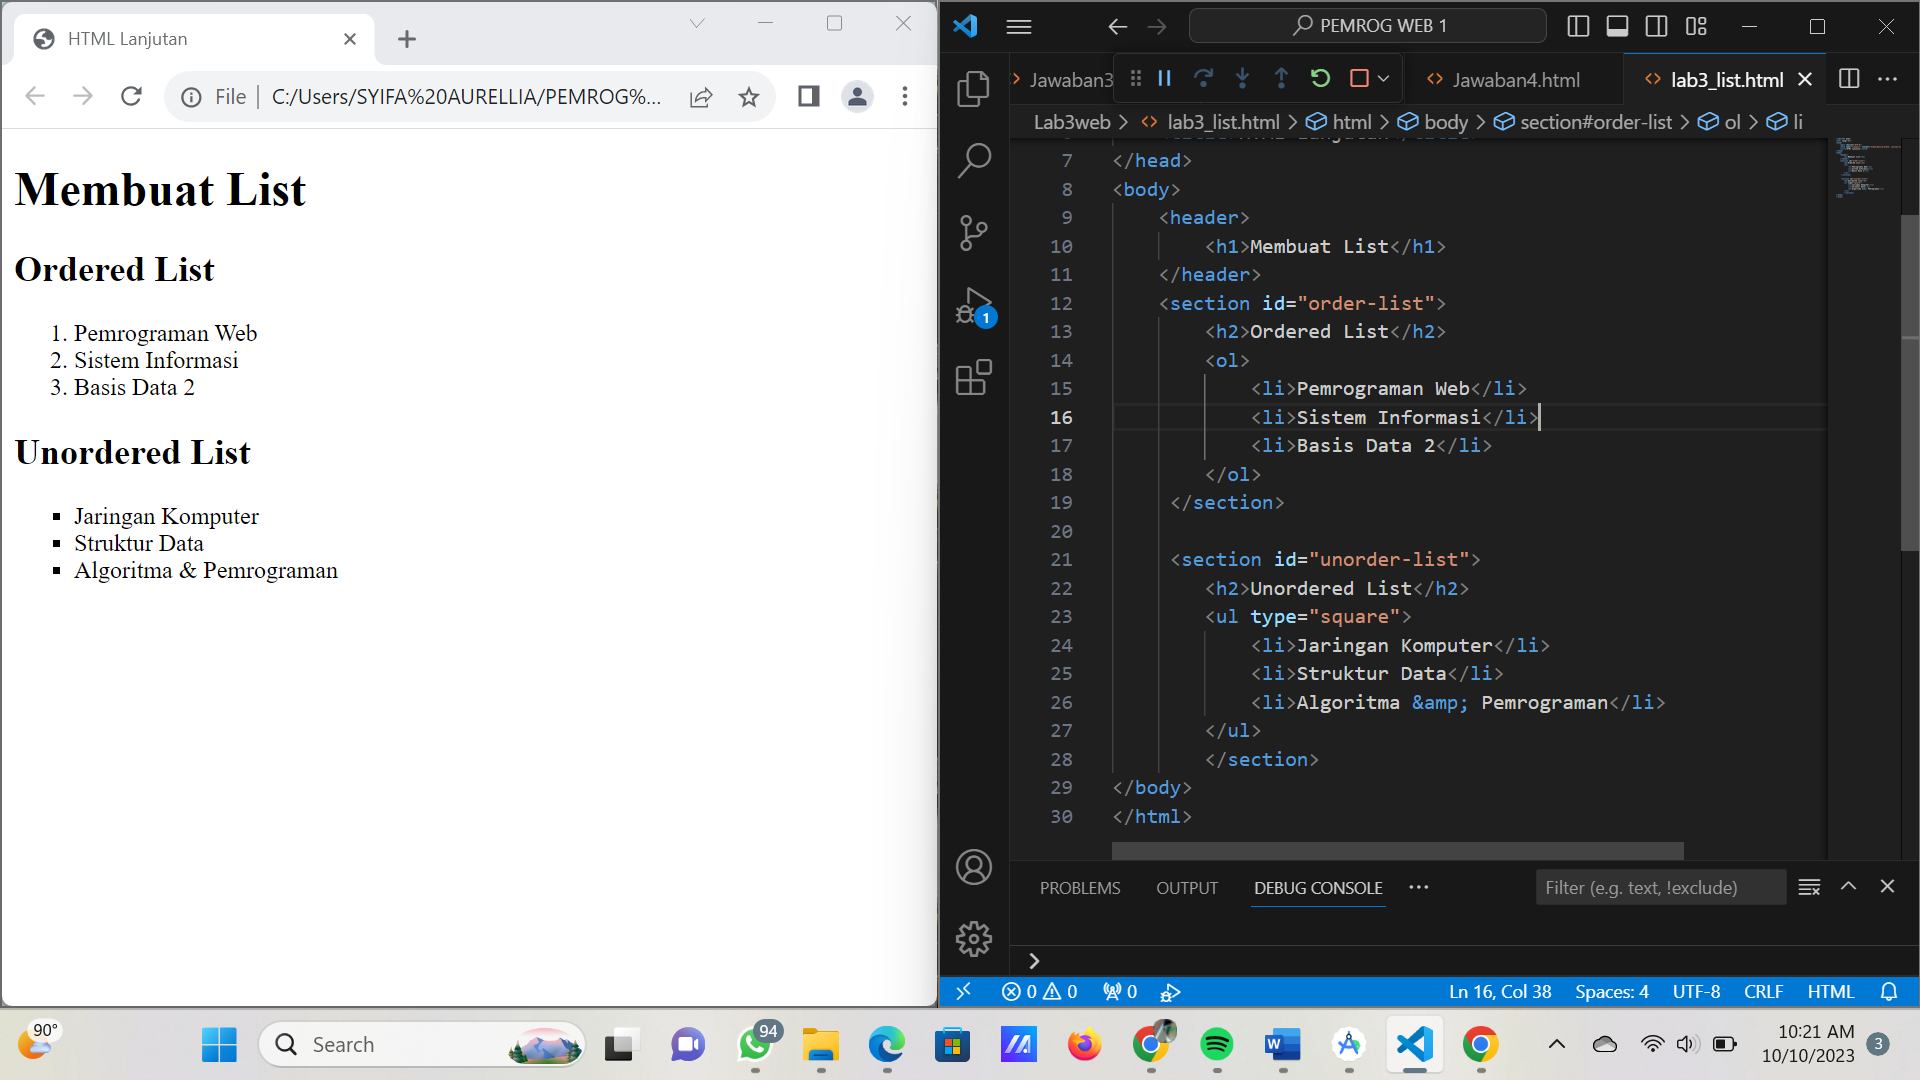 HTML Lanjutan
File
C:/Users/SYIFA%20AURELLIA/PEMROG%...
Membuat List
Ordered List
1. Pemrograman Web
2. Sistem Informasi
3. Basis Data 2
Unordered List
Jaringan Komputer
Struktur Data
Algoritma & Pemrograman
PEMROG WEB 1
Jawaban3
Jawaban4.html
lab3_list.html
Lab3web > lab3_list.html > html > body > section#order-list > ol > li
7 </head>
8 <body>
9 <header>
10 <h1>Membuat List</h1>
11 </header>
12 <section id="order-list">
13 <h2>Ordered List</h2>
14 <ol>
15 <li>Pemrograman Web</li>
16 <li>Sistem Informasi</li>
17 <li>Basis Data 2</li>
18 </ol>
19 </section>
20
21 <section id="unorder-list">
22 <h2>Unordered List</h2>
23 <ul type="square">
24 <li>Jaringan Komputer</li>
25 <li>Struktur Data</li>
26 <li>Algoritma &amp; Pemrograman</li>
27 </ul>
28 </section>
29 </body>
30 </html>
1
PROBLEMS OUTPUT DEBUG CONSOLE
Filter (e.g. text, !exclude)
0 0 0
Ln 16, Col 38 Spaces: 4 UTF-8 CRLF HTML
90°
Search
94
10:21 AM
10/10/2023
3